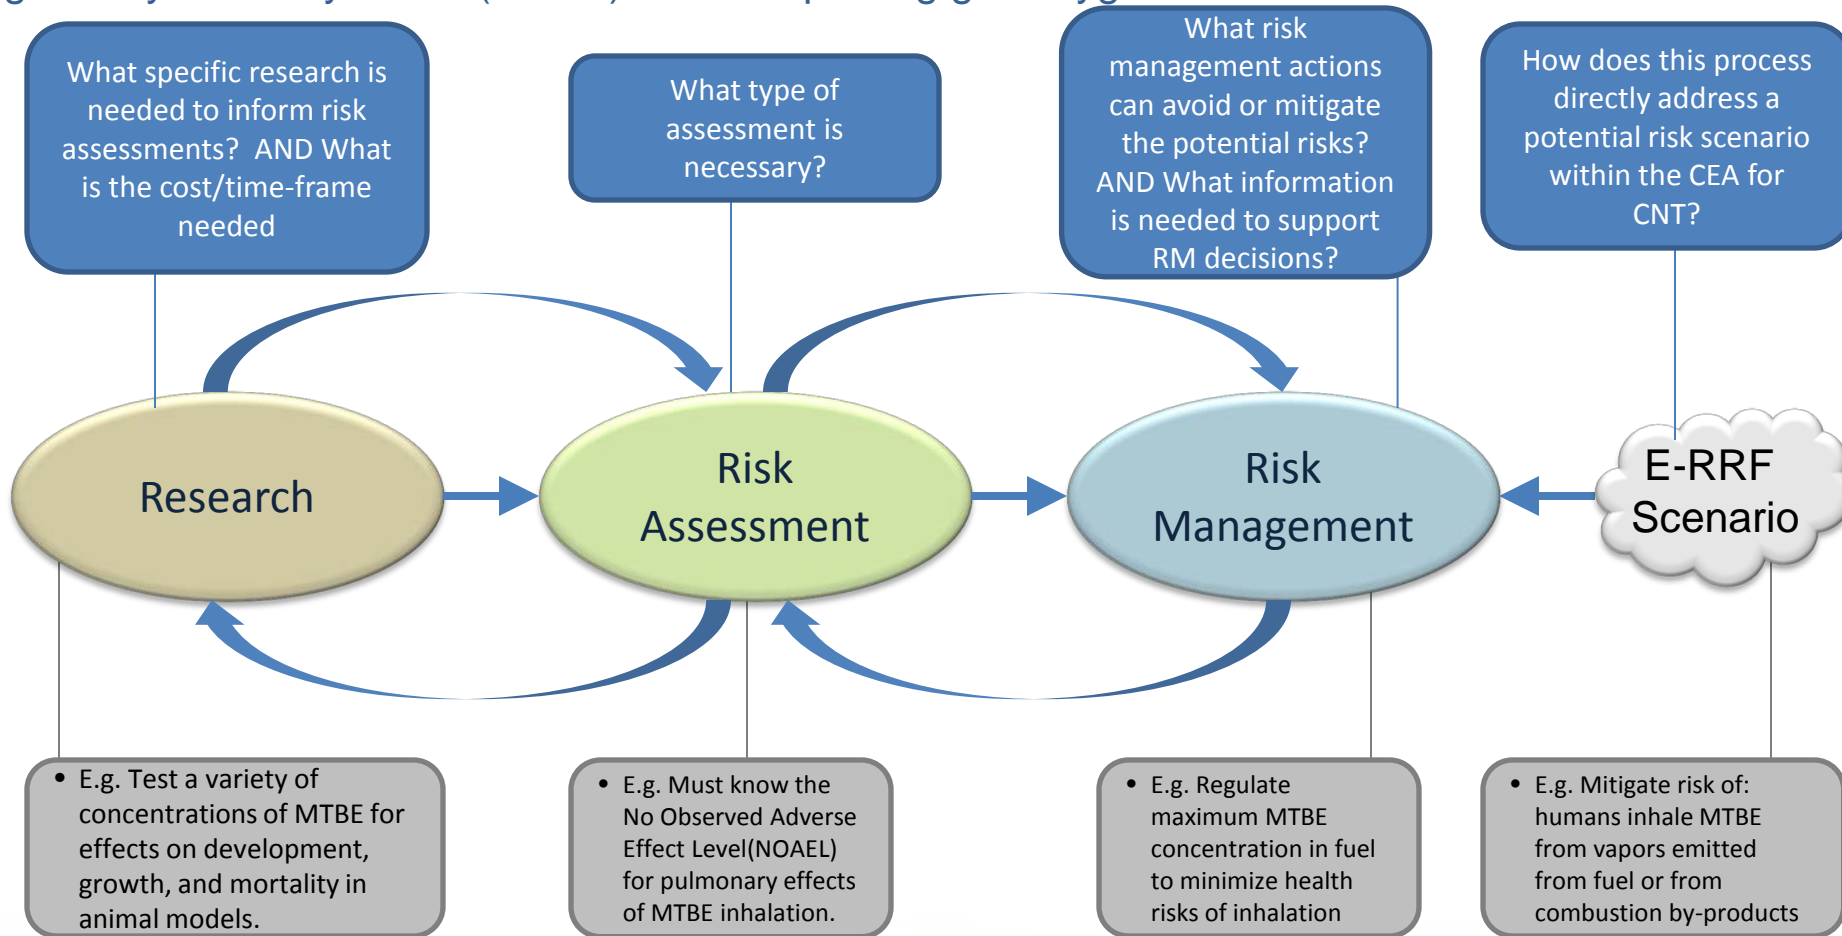 What specific research is
needed to inform risk
assessments? AND What
is the cost/time-frame
needed
What type of
assessment is
necessary?
What risk
management actions
can avoid or mitigate
the potential risks?
AND What information
is needed to support
RM decisions?
How does this process
directly address a
potential risk scenario
within the CEA for
CNT?
Research
Risk
Assessment
Risk
Management
E-RRF
Scenario
• E.g. Test a variety of
concentrations of MTBE for
effects on development,
growth, and mortality in
animal models.
• E.g. Must know the
No Observed Adverse
Effect Level(NOAEL)
for pulmonary effects
of MTBE inhalation.
• E.g. Regulate
maximum MTBE
concentration in fuel
to minimize health
risks of inhalation
• E.g. Mitigate risk of:
humans inhale MTBE
from vapors emitted
from fuel or from
combustion by-products